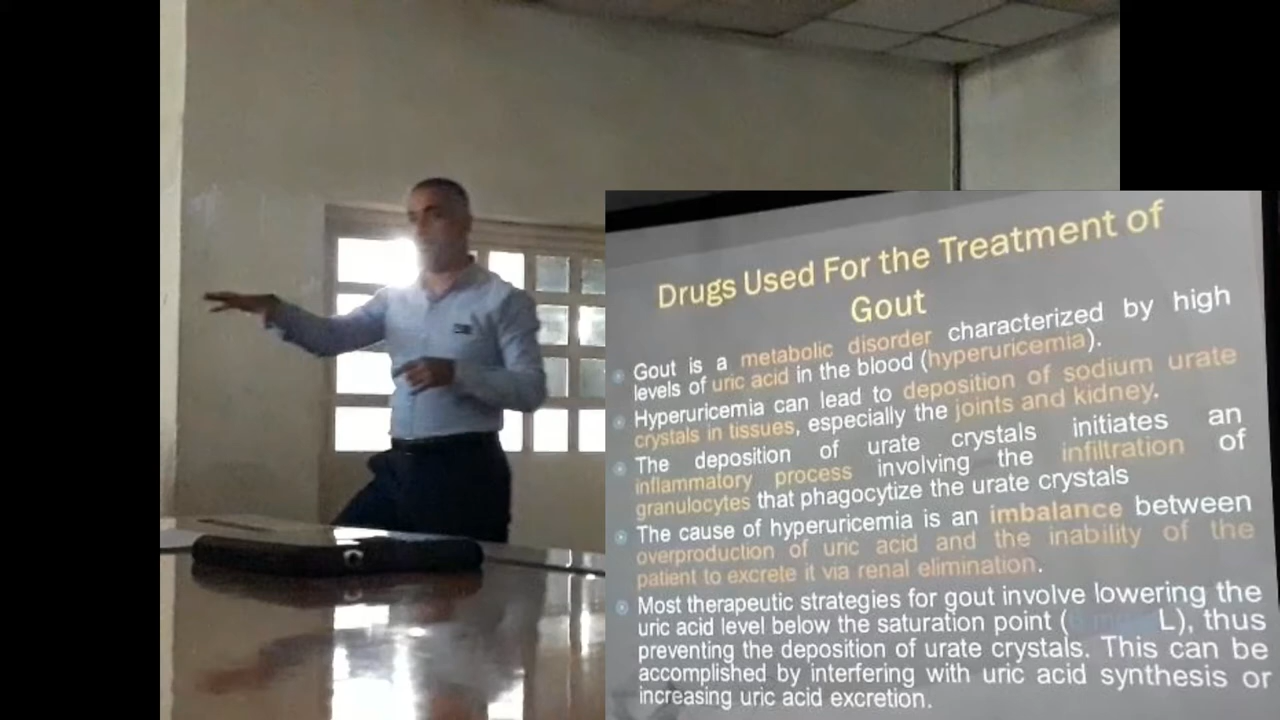 Drugs Used For the Treatment of
Gout
Gout is a metabolic disorder characterized by high
levels of uric acid in the blood (hyperuricemia).
Hyperuricemia can lead to deposition of sodium urate
crystals in tissues, especially the joints and kidney.
The deposition of urate crystals initiates an
inflammatory process involving the infiltration of
granulocytes that phagocytize the urate crystals
The cause of hyperuricemia is an imbalance between
overproduction of uric acid and the inability of the
patient to excrete it via renal elimination.
Most therapeutic strategies for gout involve lowering the
uric acid level below the saturation point ( L), thus
preventing the deposition of urate crystals. This can be
accomplished by interfering with uric acid synthesis or
increasing uric acid excretion.